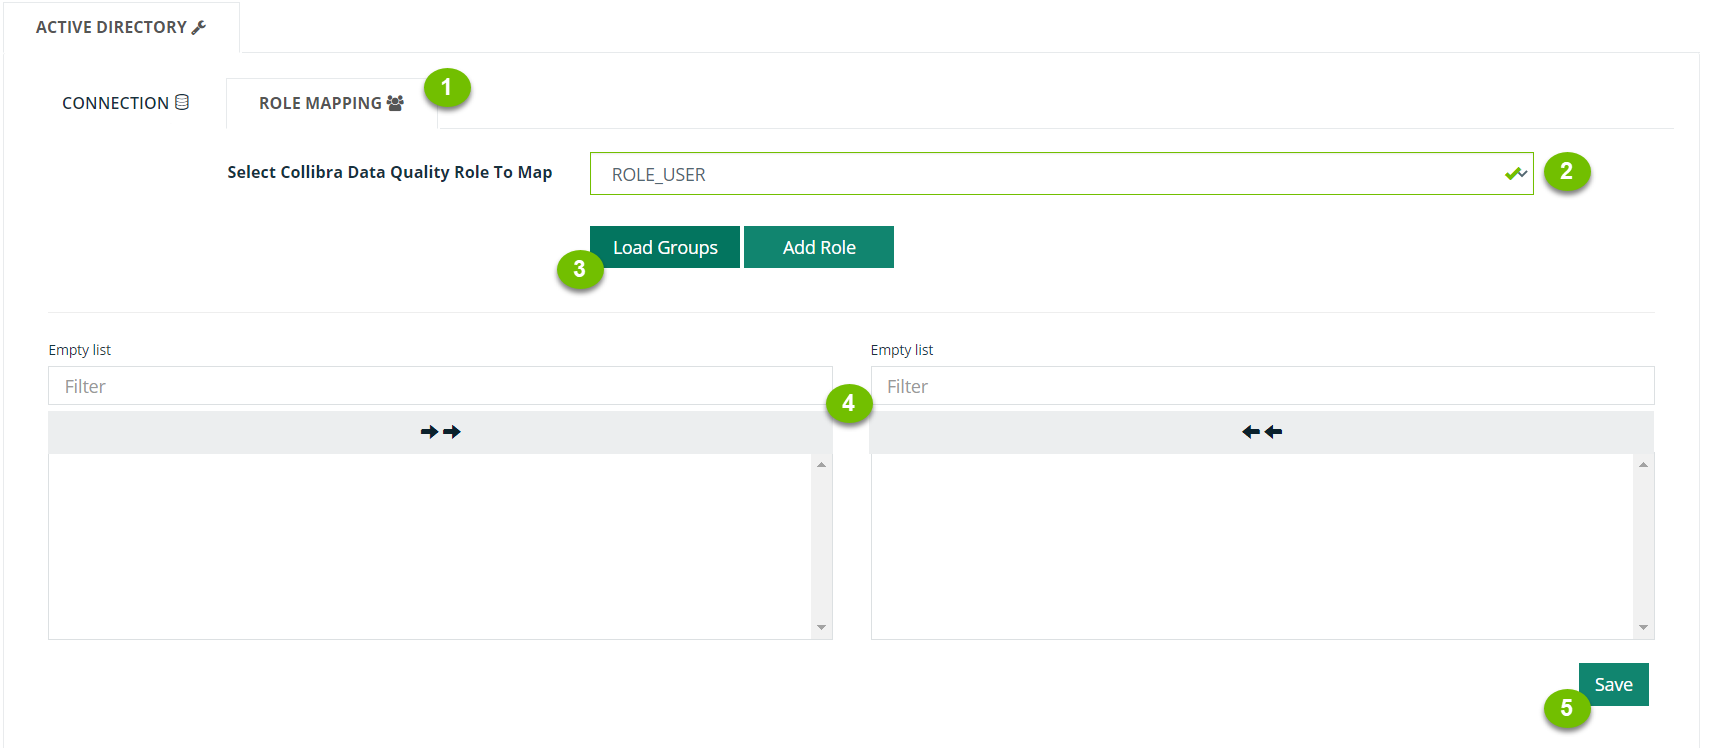 ACTIVE DIRECTORY
CONNECTION ROLE MAPPING 1
Select Collibra Data Quality Role To Map ROLE_USER 2
Load Groups Add Role
3
Empty list Empty list
Filter Filter
4
Save
5